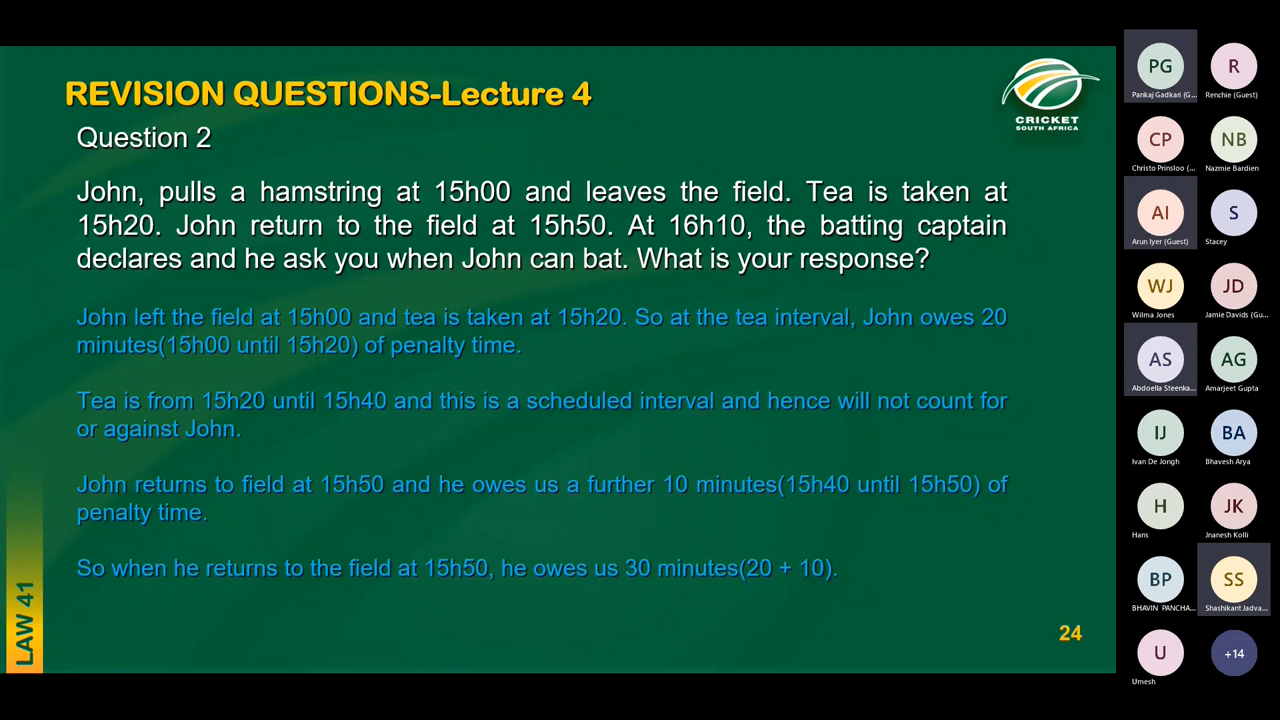 REVISION QUESTIONS-Lecture 4
CRICKET
SOUTH AFRICA
Question 2
John, pulls a hamstring at 15h00 and leaves the field. Tea is taken at
15h20. John return to the field at 15h50. At 16h10, the batting captain
declares and he ask you when John can bat. What is your response?
John left the field at 15h00 and tea is taken at 15h20. So at the tea interval, John owes 20
minutes(15h00 until 15h20) of penalty time.
Tea is from 15h20 until 15h40 and this is a scheduled interval and hence will not count for
or against John.
John returns to field at 15h50 and he owes us a further 10 minutes(15h40 until 15h50) of
penalty time.
So when he returns to the field at 15h50, he owes us 30 minutes(20 + 10).
LAW 41
24
PG
Pankaj Gadkari (G...
R
Renchie (Guest)
CP
Christo Prinsloo (...
NB
Nazmie Bardien
AI
Arun Iyer (Guest)
S
Stacey
WJ
Wilma Jones
JD
Jamie Davids (Gu...
AS
Abdoella Steenka...
AG
Amarjeet Gupta
IJ
Ivan De Jongh
BA
Bhavesh Arya
H
Hans
JK
Jnanesh Kolli
BP
BHAVIN PANCHA...
SS
Shashikant Jadva...
U
Umesh
+14